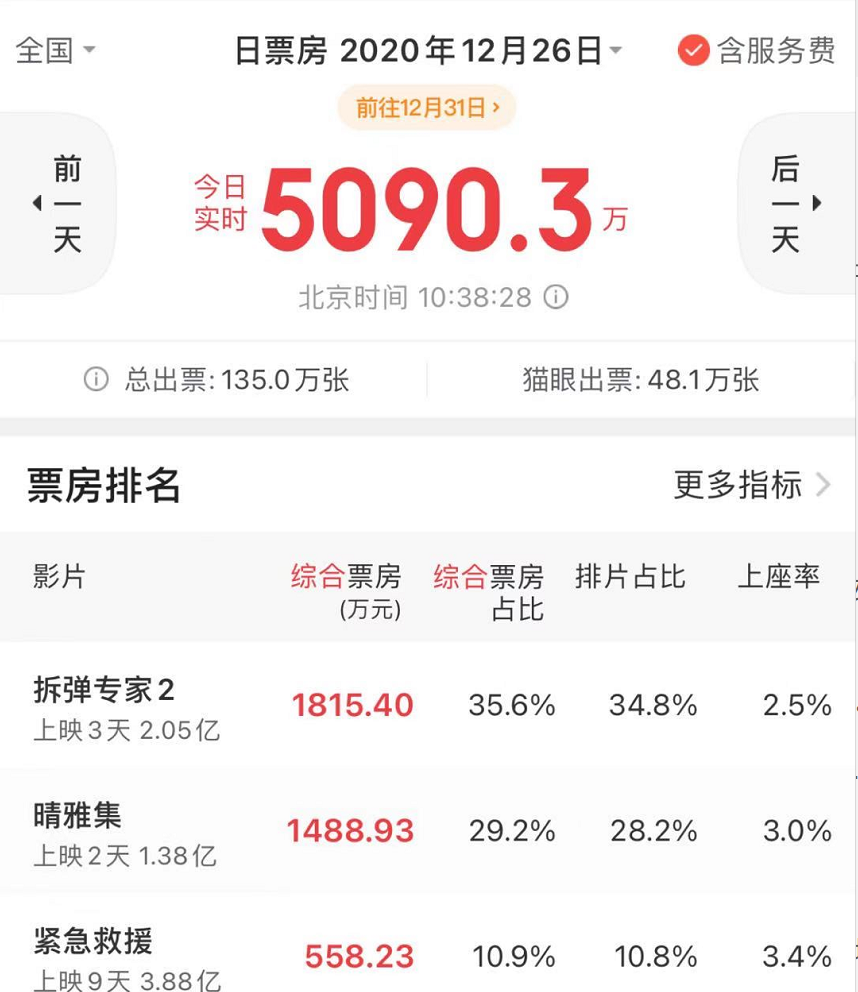 全国 日票房 2020年12月26日 含服务费
前往12月31日 ›
前一天
今日实时 5090.3 万
后一天
北京时间 10:38:28
总出票: 135.0万张 猫眼出票: 48.1万张
票房排名 更多指标
影片 综合票房(万元) 综合票房占比 排片占比 上座率
拆弹专家2 1815.40 35.6% 34.8% 2.5%
上映3天 2.05亿
晴雅集 1488.93 29.2% 28.2% 3.0%
上映2天 1.38亿
紧急救援 558.23 10.9% 10.8% 3.4%
上映9天 3.88亿